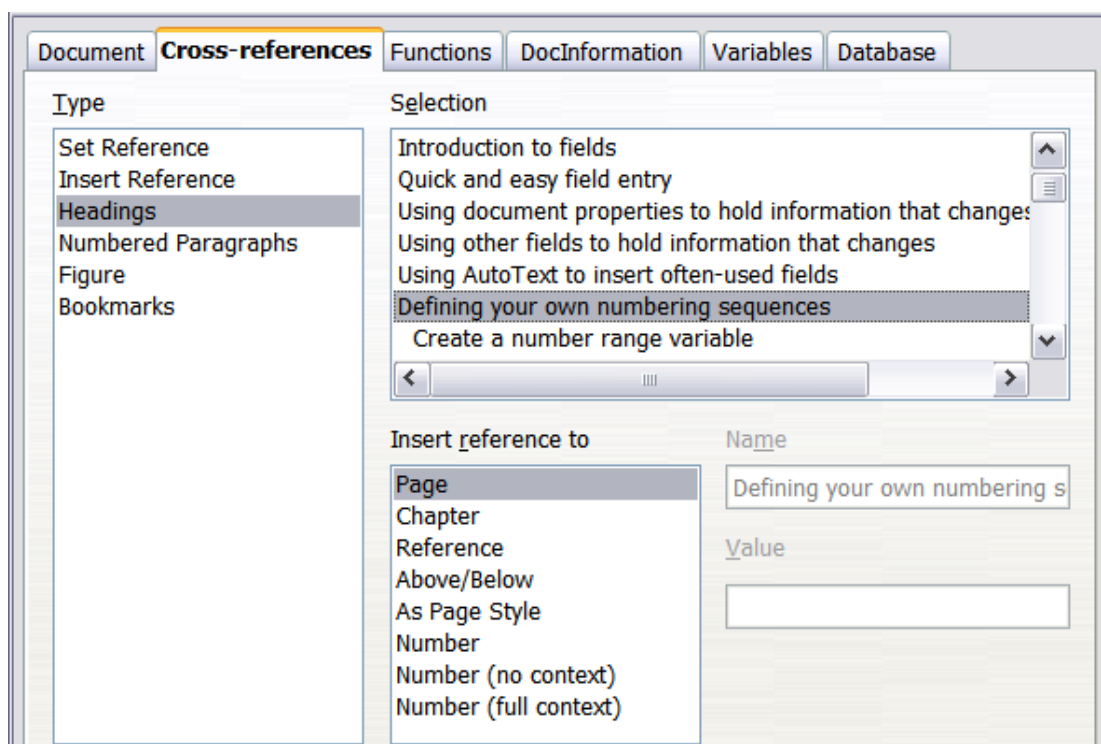 Document Cross-references Functions DocInformation Variables Database
Type
Set Reference
Insert Reference
Headings
Numbered Paragraphs
Figure
Bookmarks
Selection
Introduction to fields
Quick and easy field entry
Using document properties to hold information that changes
Using other fields to hold information that changes
Using AutoText to insert often-used fields
Defining your own numbering sequences
Create a number range variable
Insert reference to
Page
Chapter
Reference
Above/Below
As Page Style
Number
Number (no context)
Number (full context)
Name
Defining your own numbering s
Value